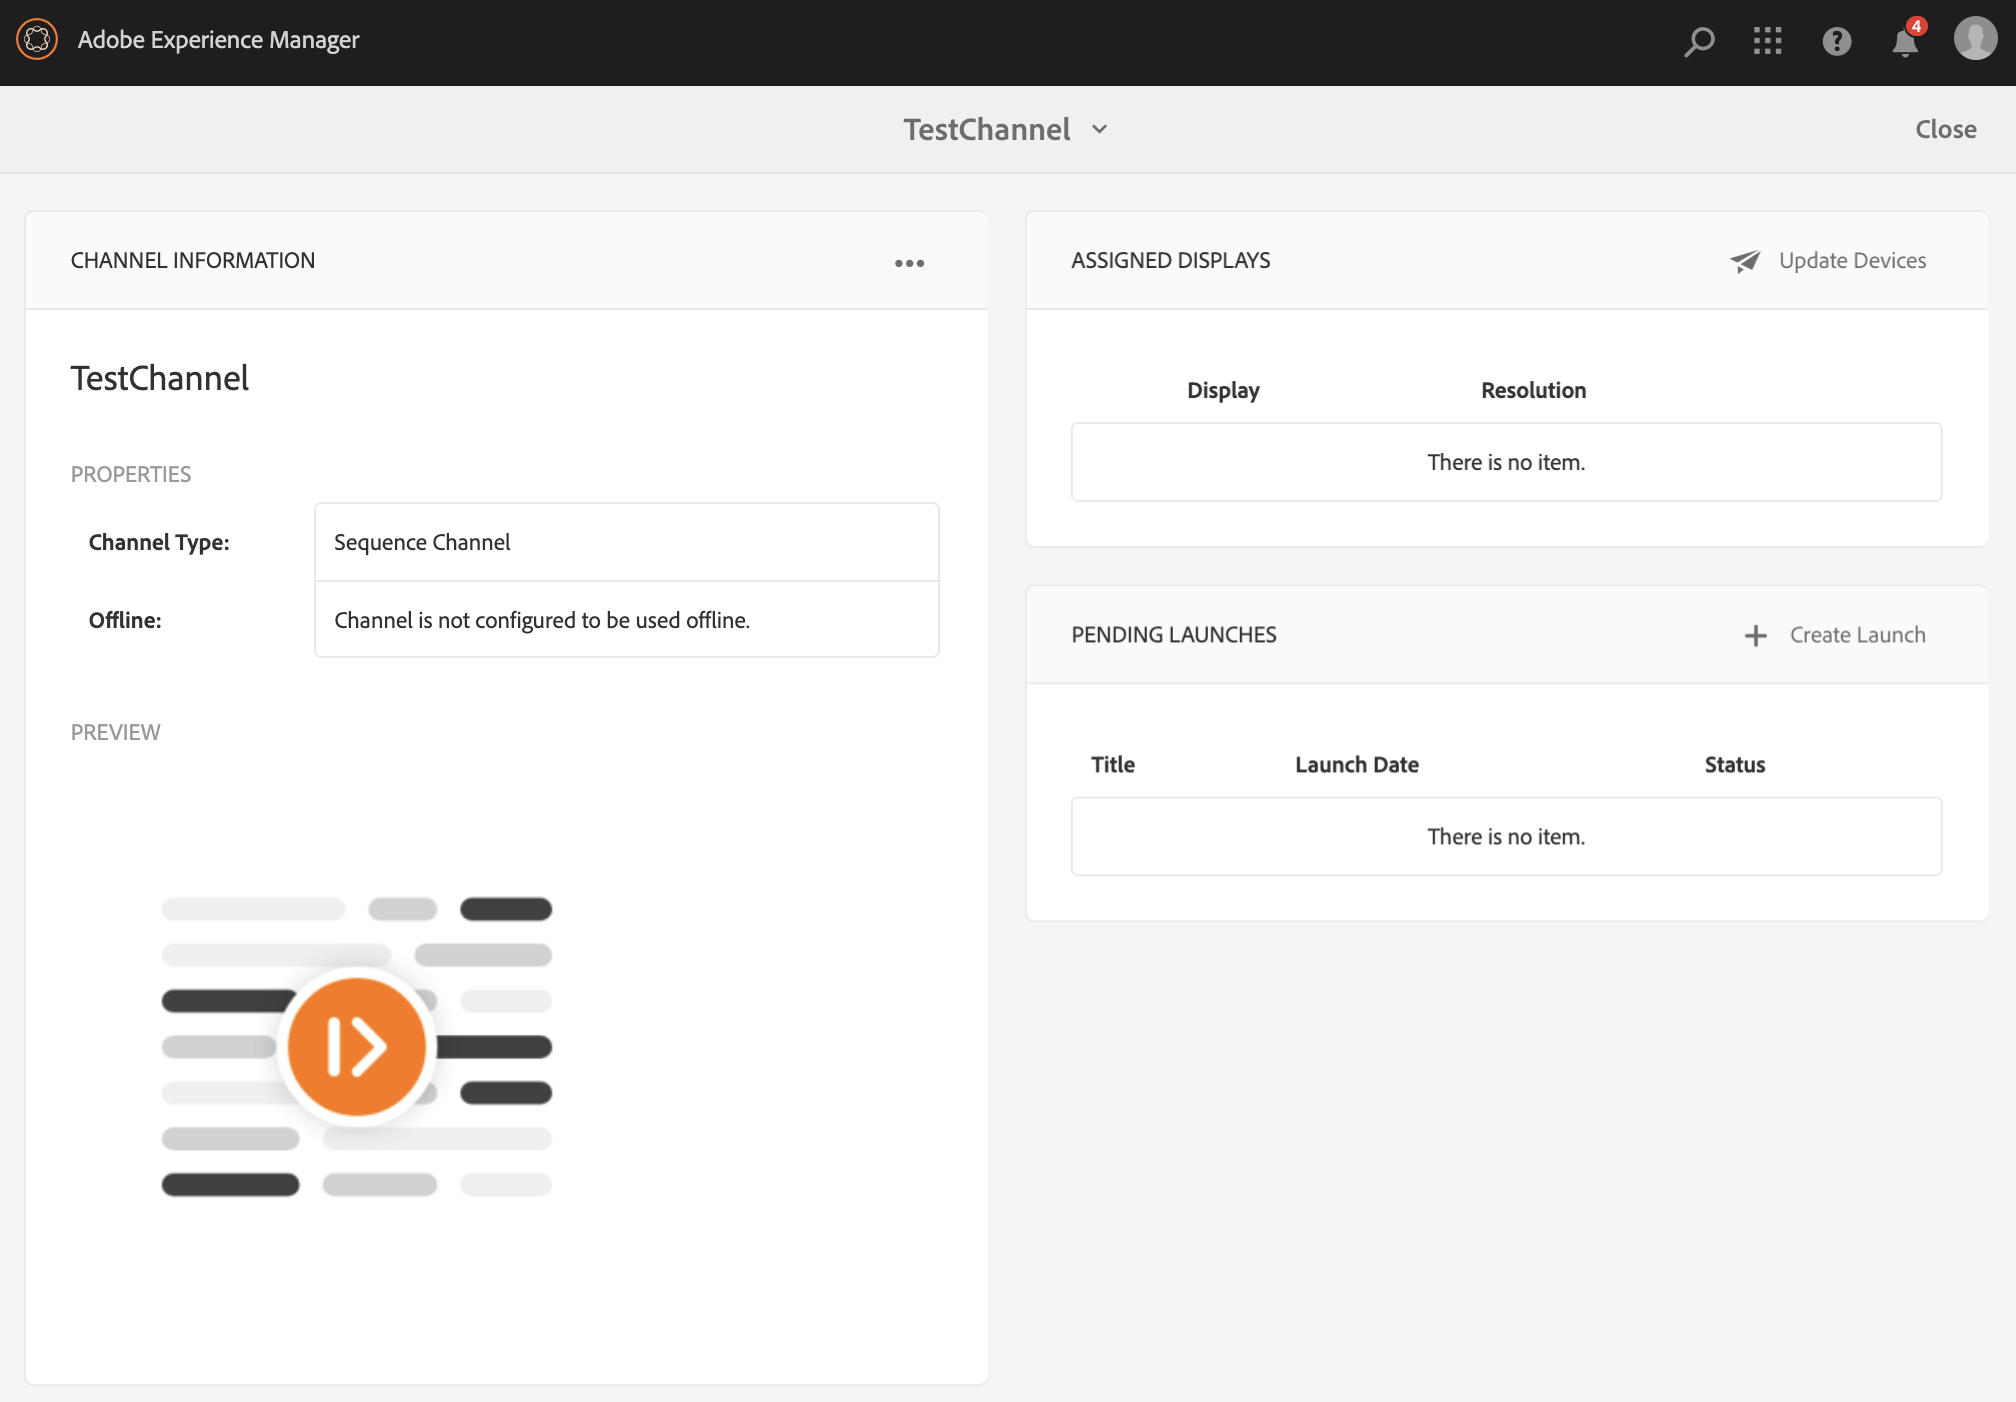 Adobe Experience Manager
4
TestChannel
Close
CHANNEL INFORMATION
TestChannel
PROPERTIES
Channel Type: Sequence Channel
Offline: Channel is not configured to be used offline.
PREVIEW
ASSIGNED DISPLAYS
Update Devices
Display Resolution
There is no item.
PENDING LAUNCHES
Create Launch
Title Launch Date Status
There is no item.